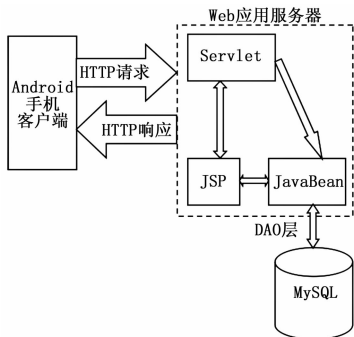 Web应用服务器
Servlet
HTTP请求
Android
手机
客户端
HTTP响应
JSP
JavaBean
DAO层
MySQL